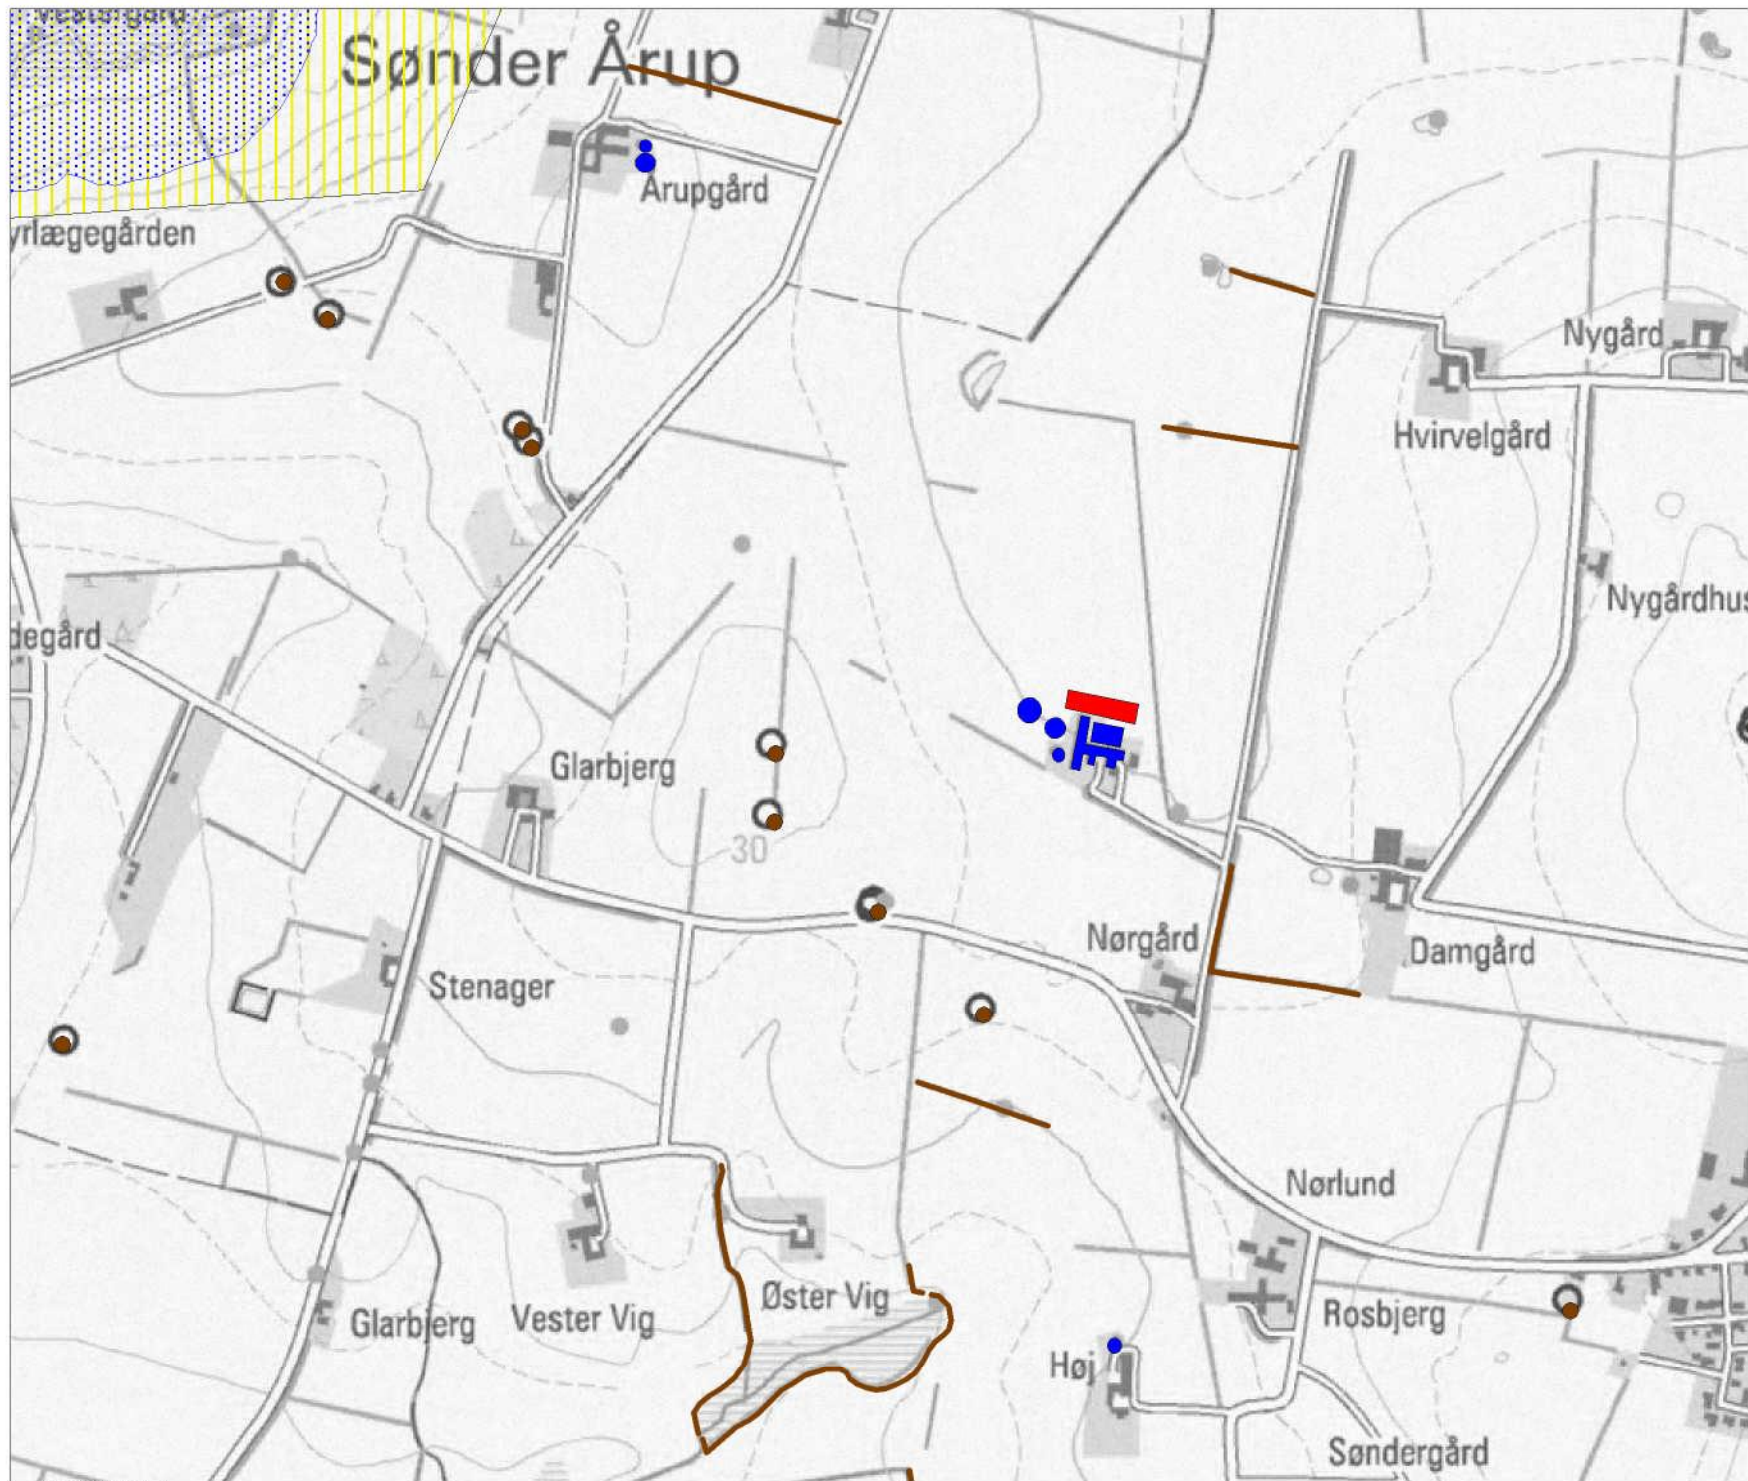 Sønder Årup
Årupgård
yrlægegården
Nygård
Hvirvelgård
Nygårdhus
degård
Glarbjerg
30
Nørgård
Damgård
Stenager
Nørlund
Øster Vig
Rosbjerg
Vester Vig
Glarbjerg
Høj
Søndergård